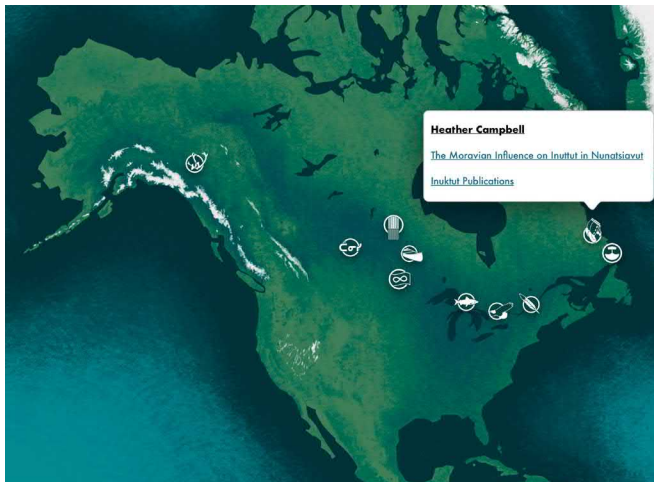 Heather Campbell
The Moravian Influence on Inuttut in Nunatsiavut
Inuktut Publications